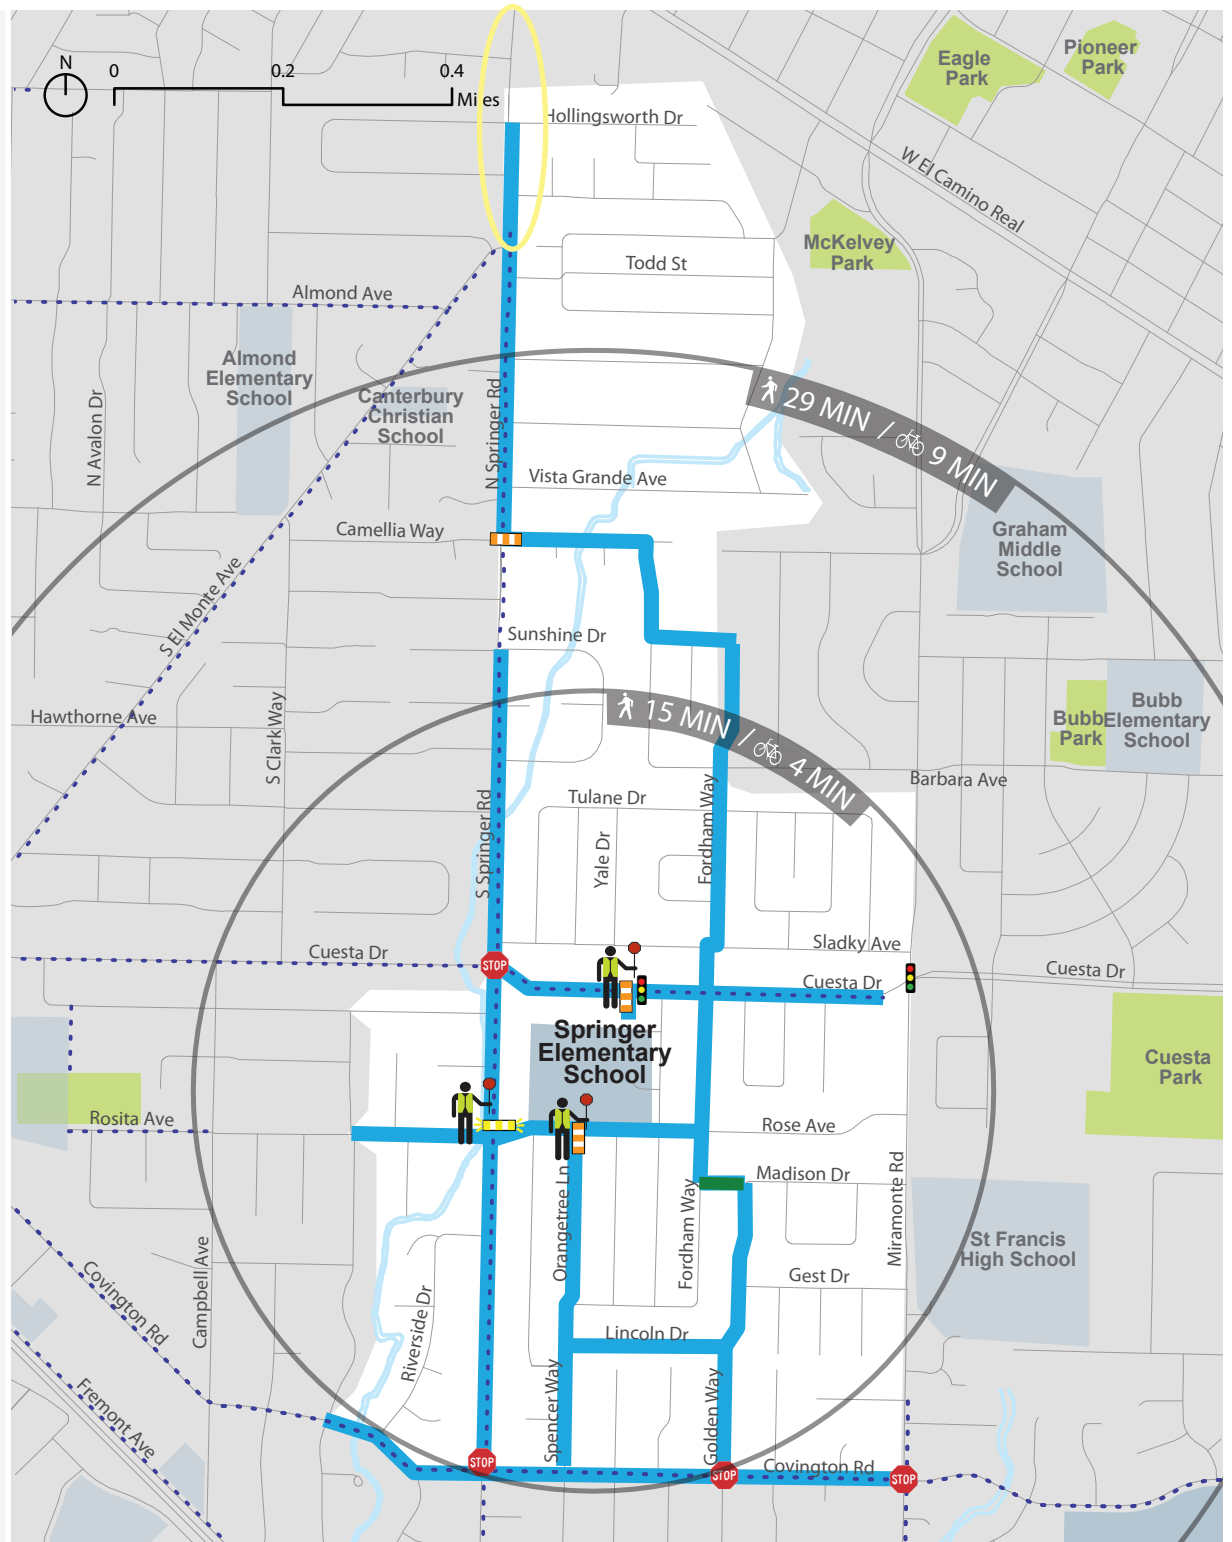 N
0
0.2
0.4
Miles
Eagle
Park
Pioneer
Park
Hollingsworth Dr
W El Camino Real
McKelvey
Park
Todd St
Almond Ave
Almond
Elementary
School
Canterbury
Christian
School
N Avalon Dr
N Springer Rd
29 MIN / 9 MIN
Vista Grande Ave
Camellia Way
Graham
Middle
School
S El Monte Ave
Sunshine Dr
Hawthorne Ave
S Clark Way
15 MIN / 4 MIN
Bubb
Park
Bubb
Elementary
School
Barbara Ave
Tulane Dr
Yale Dr
Fordham Way
S Springer Rd
Sladky Ave
Cuesta Dr
STOP
Cuesta Dr
Cuesta Dr
Springer
Elementary
School
Cuesta
Park
Rosita Ave
Rose Ave
Madison Dr
Orangetree Ln
Fordham Way
Miramonte Rd
St Francis
High School
Gest Dr
Campbell Ave
Covington Rd
Riverside Dr
Lincoln Dr
Fremont Ave
Spencer Way
Golden Way
STOP
STOP
Covington Rd
STOP